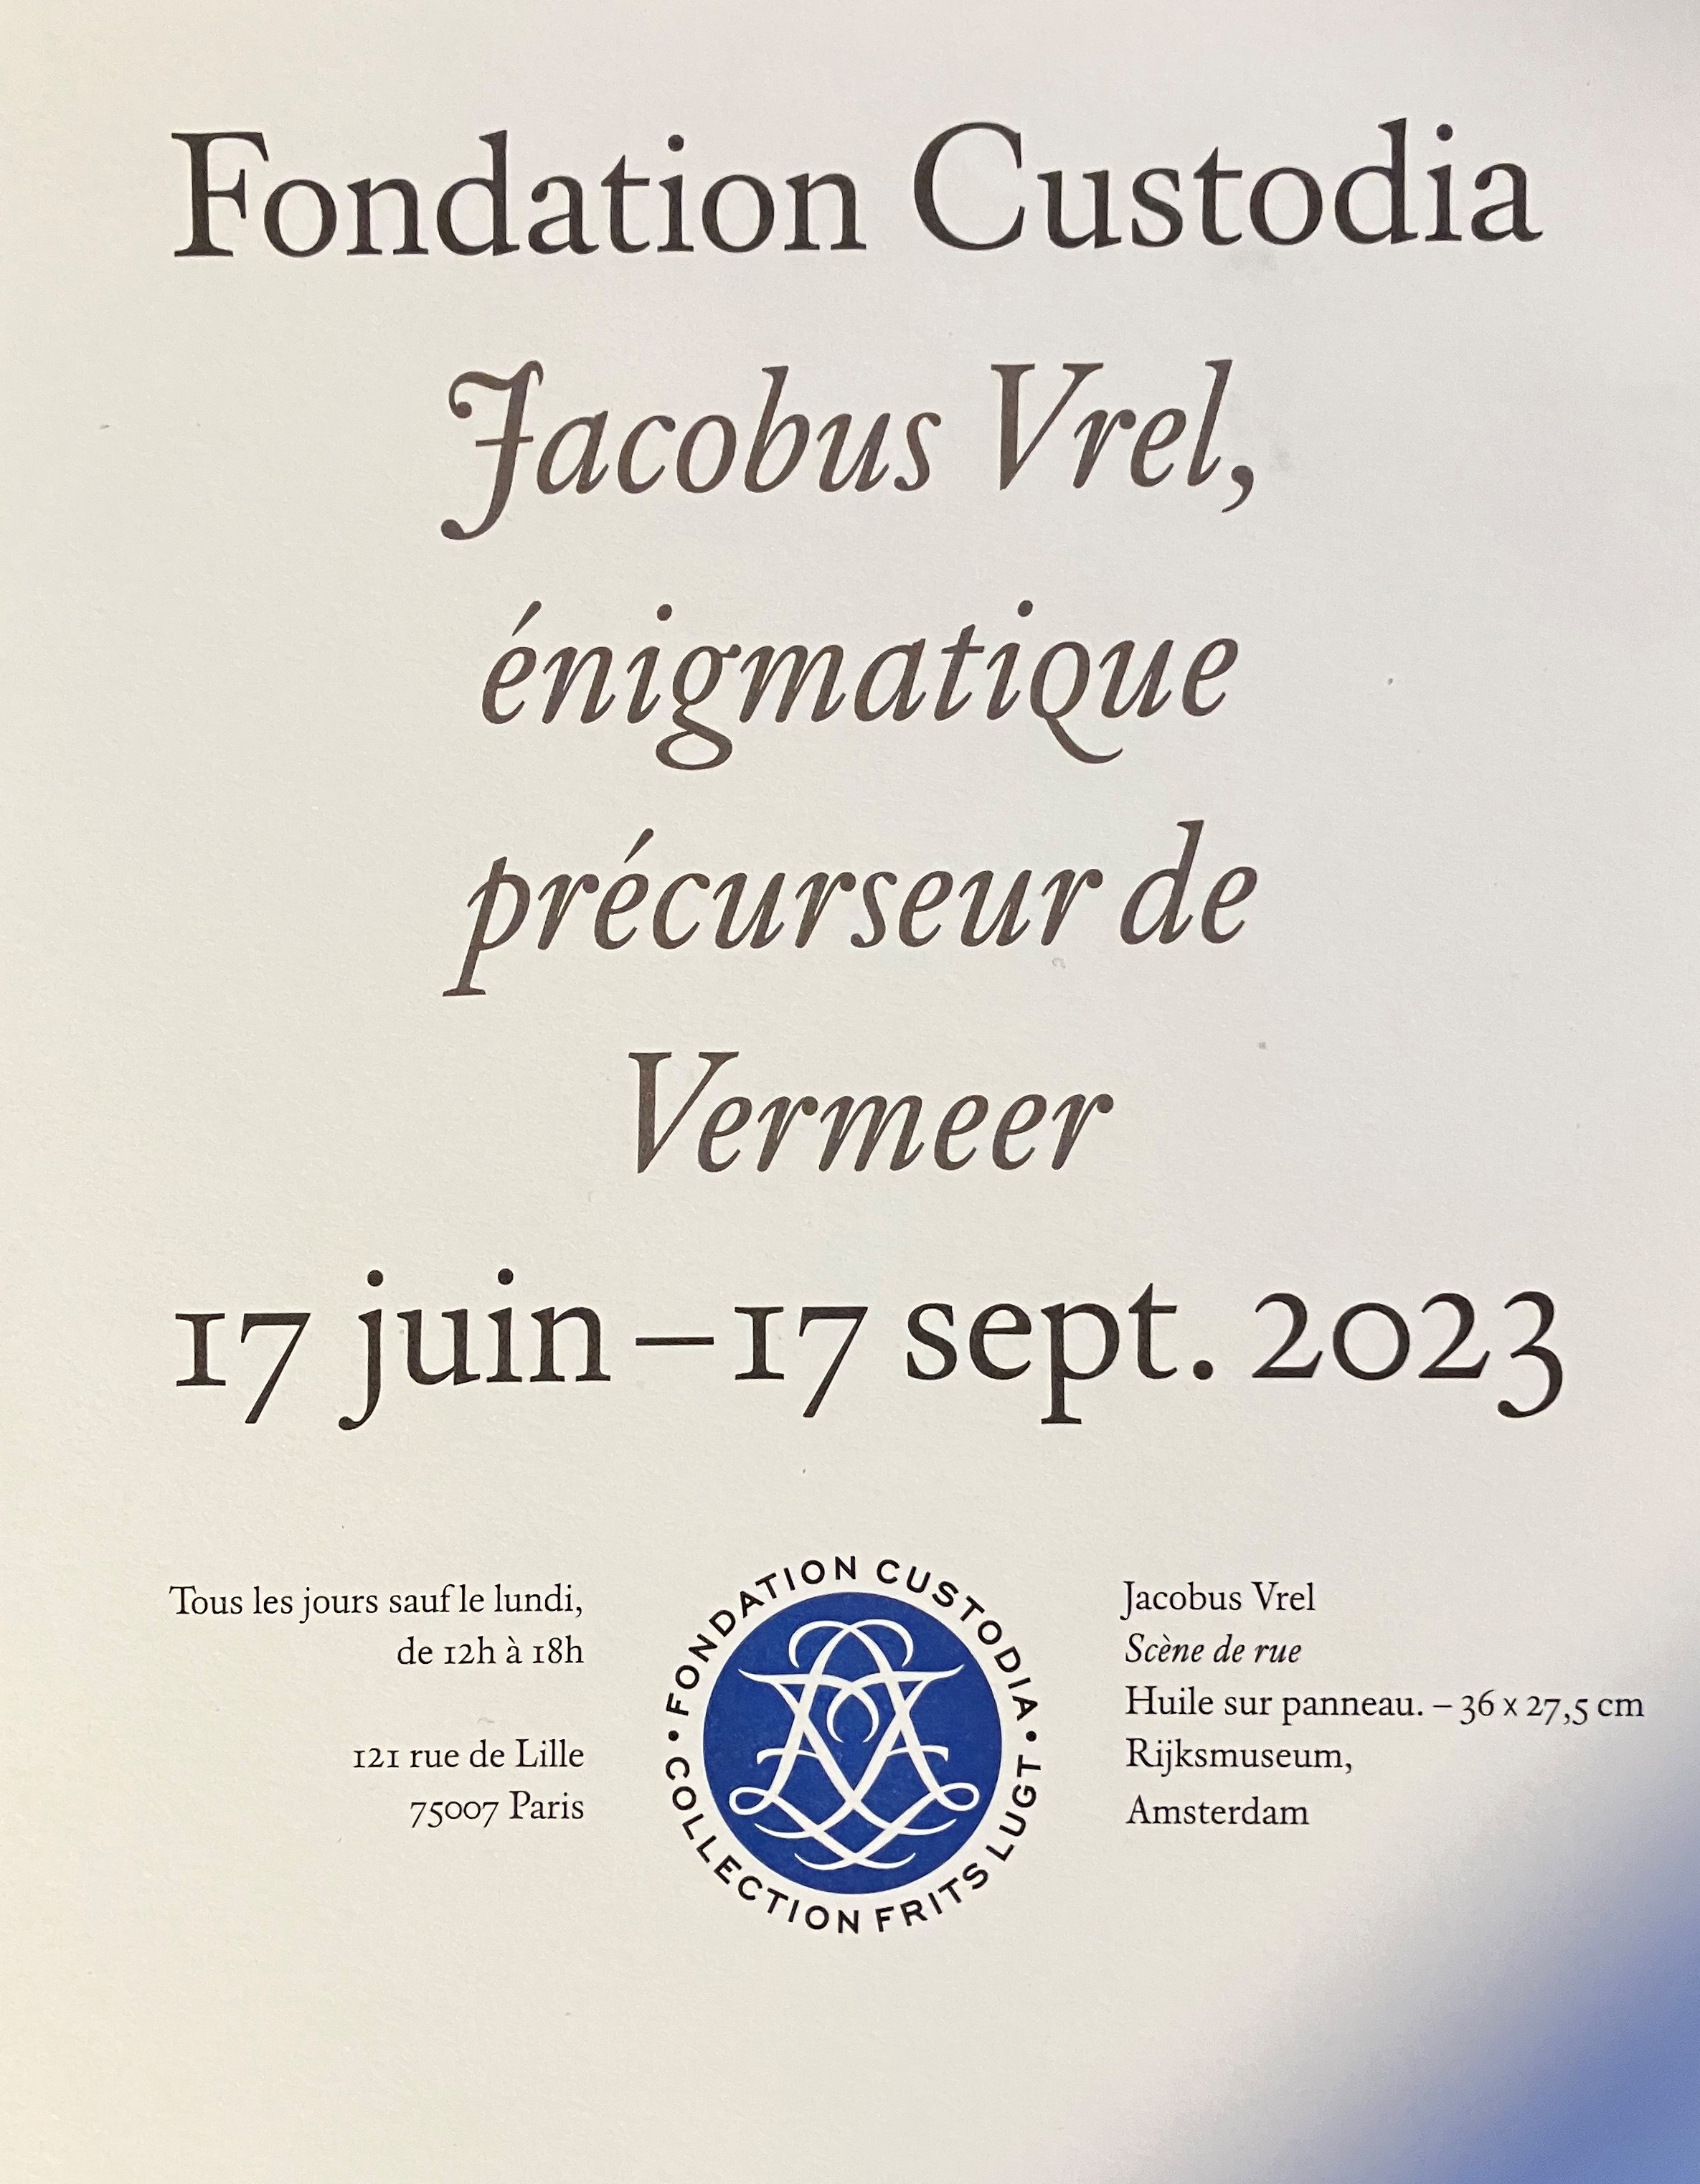 Fondation Custodia
Jacobus Vrel,
énigmatique
précurseur de
Vermeer
17 juin – 17 sept. 2023
Tous les jours sauf le lundi,
de 12h à 18h
121 rue de Lille
75007 Paris
• FONDATION CUSTODIA •
COLLECTION FRITS LUGT
Jacobus Vrel
Scène de rue
Huile sur panneau. – 36 x 27,5 cm
Rijksmuseum,
Amsterdam